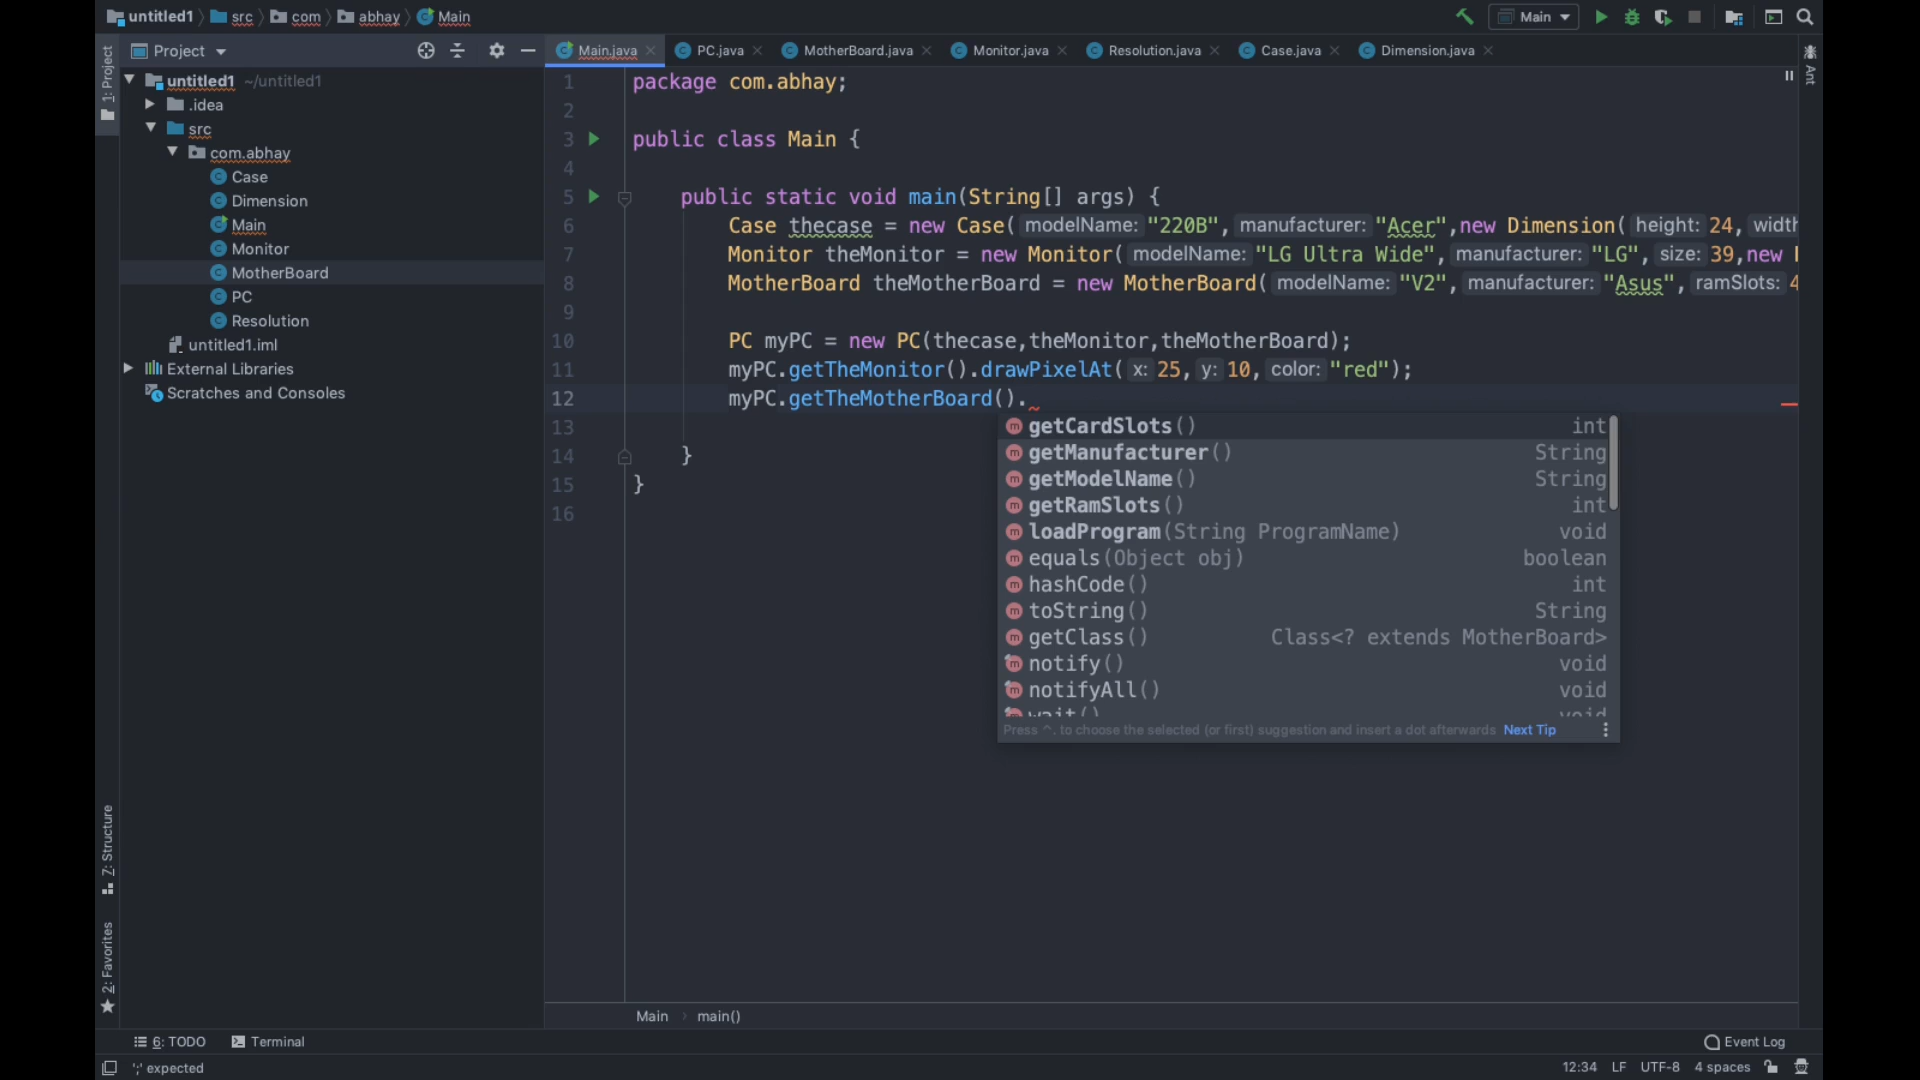 untitled1 src com abhay Main
Main
1: Project
Project
Main.java PC.java MotherBoard.java Monitor.java Resolution.java Case.java Dimension.java
Ant
untitled1 ~/untitled1
.idea
src
com.abhay
Case
Dimension
Main
Monitor
MotherBoard
PC
Resolution
untitled1.iml
External Libraries
Scratches and Consoles
1 package com.abhay;
2
3 public class Main {
4
5 public static void main(String[] args) {
6 Case thecase = new Case( modelName: "220B", manufacturer: "Acer",new Dimension( height: 24, width
7 Monitor theMonitor = new Monitor( modelName: "LG Ultra Wide", manufacturer: "LG", size: 39,new
8 MotherBoard theMotherBoard = new MotherBoard( modelName: "V2", manufacturer: "Asus", ramSlots: 4
9
10 PC myPC = new PC(thecase,theMonitor,theMotherBoard);
11 myPC.getTheMonitor().drawPixelAt( x: 25, y: 10, color: "red");
12 myPC.getTheMotherBoard().
13
14 }
15 }
16
getCardSlots() int
getManufacturer() String
getModelName() String
getRamSlots() int
loadProgram(String ProgramName) void
equals(Object obj) boolean
hashCode() int
toString() String
getClass() Class<? extends MotherBoard>
notify() void
notifyAll() void
wait() void
Press ^. to choose the selected (or first) suggestion and insert a dot afterwards Next Tip
Z: Structure
2: Favorites
Main main()
6: TODO Terminal Event Log
';' expected 12:34 LF UTF-8 4 spaces